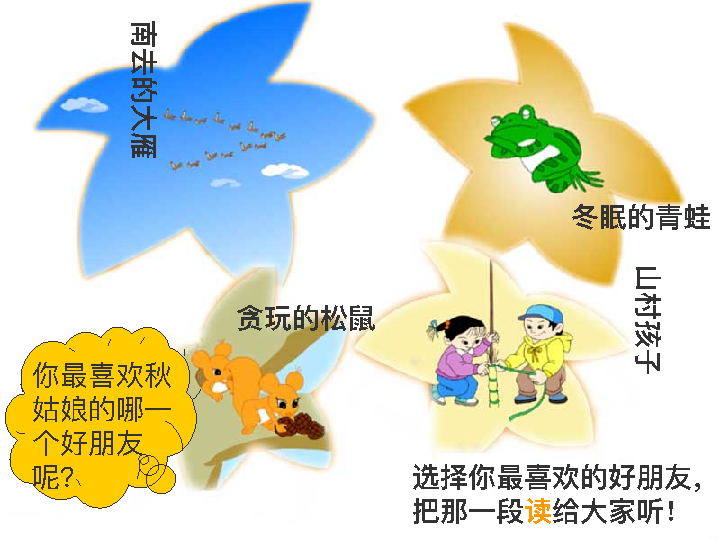 南去的大雁
冬眠的青蛙
山村孩子
贪玩的松鼠
你最喜欢秋
姑娘的哪一
个好朋友
呢?
选择你最喜欢的好朋友,
把那一段读给大家听!